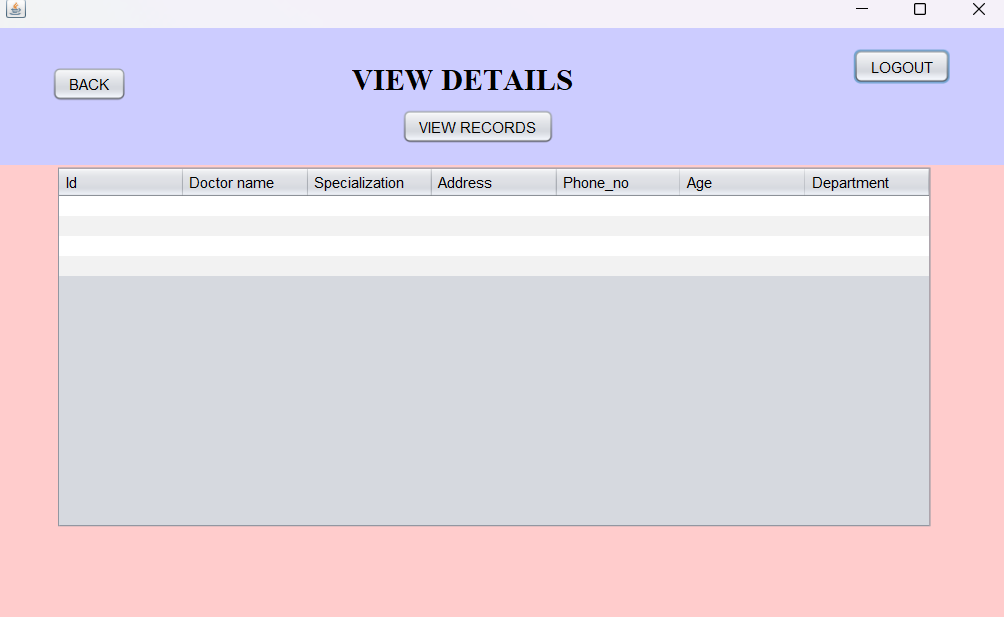 BACK
VIEW DETAILS
LOGOUT
VIEW RECORDS
Id Doctor name Specialization Address Phone_no Age Department